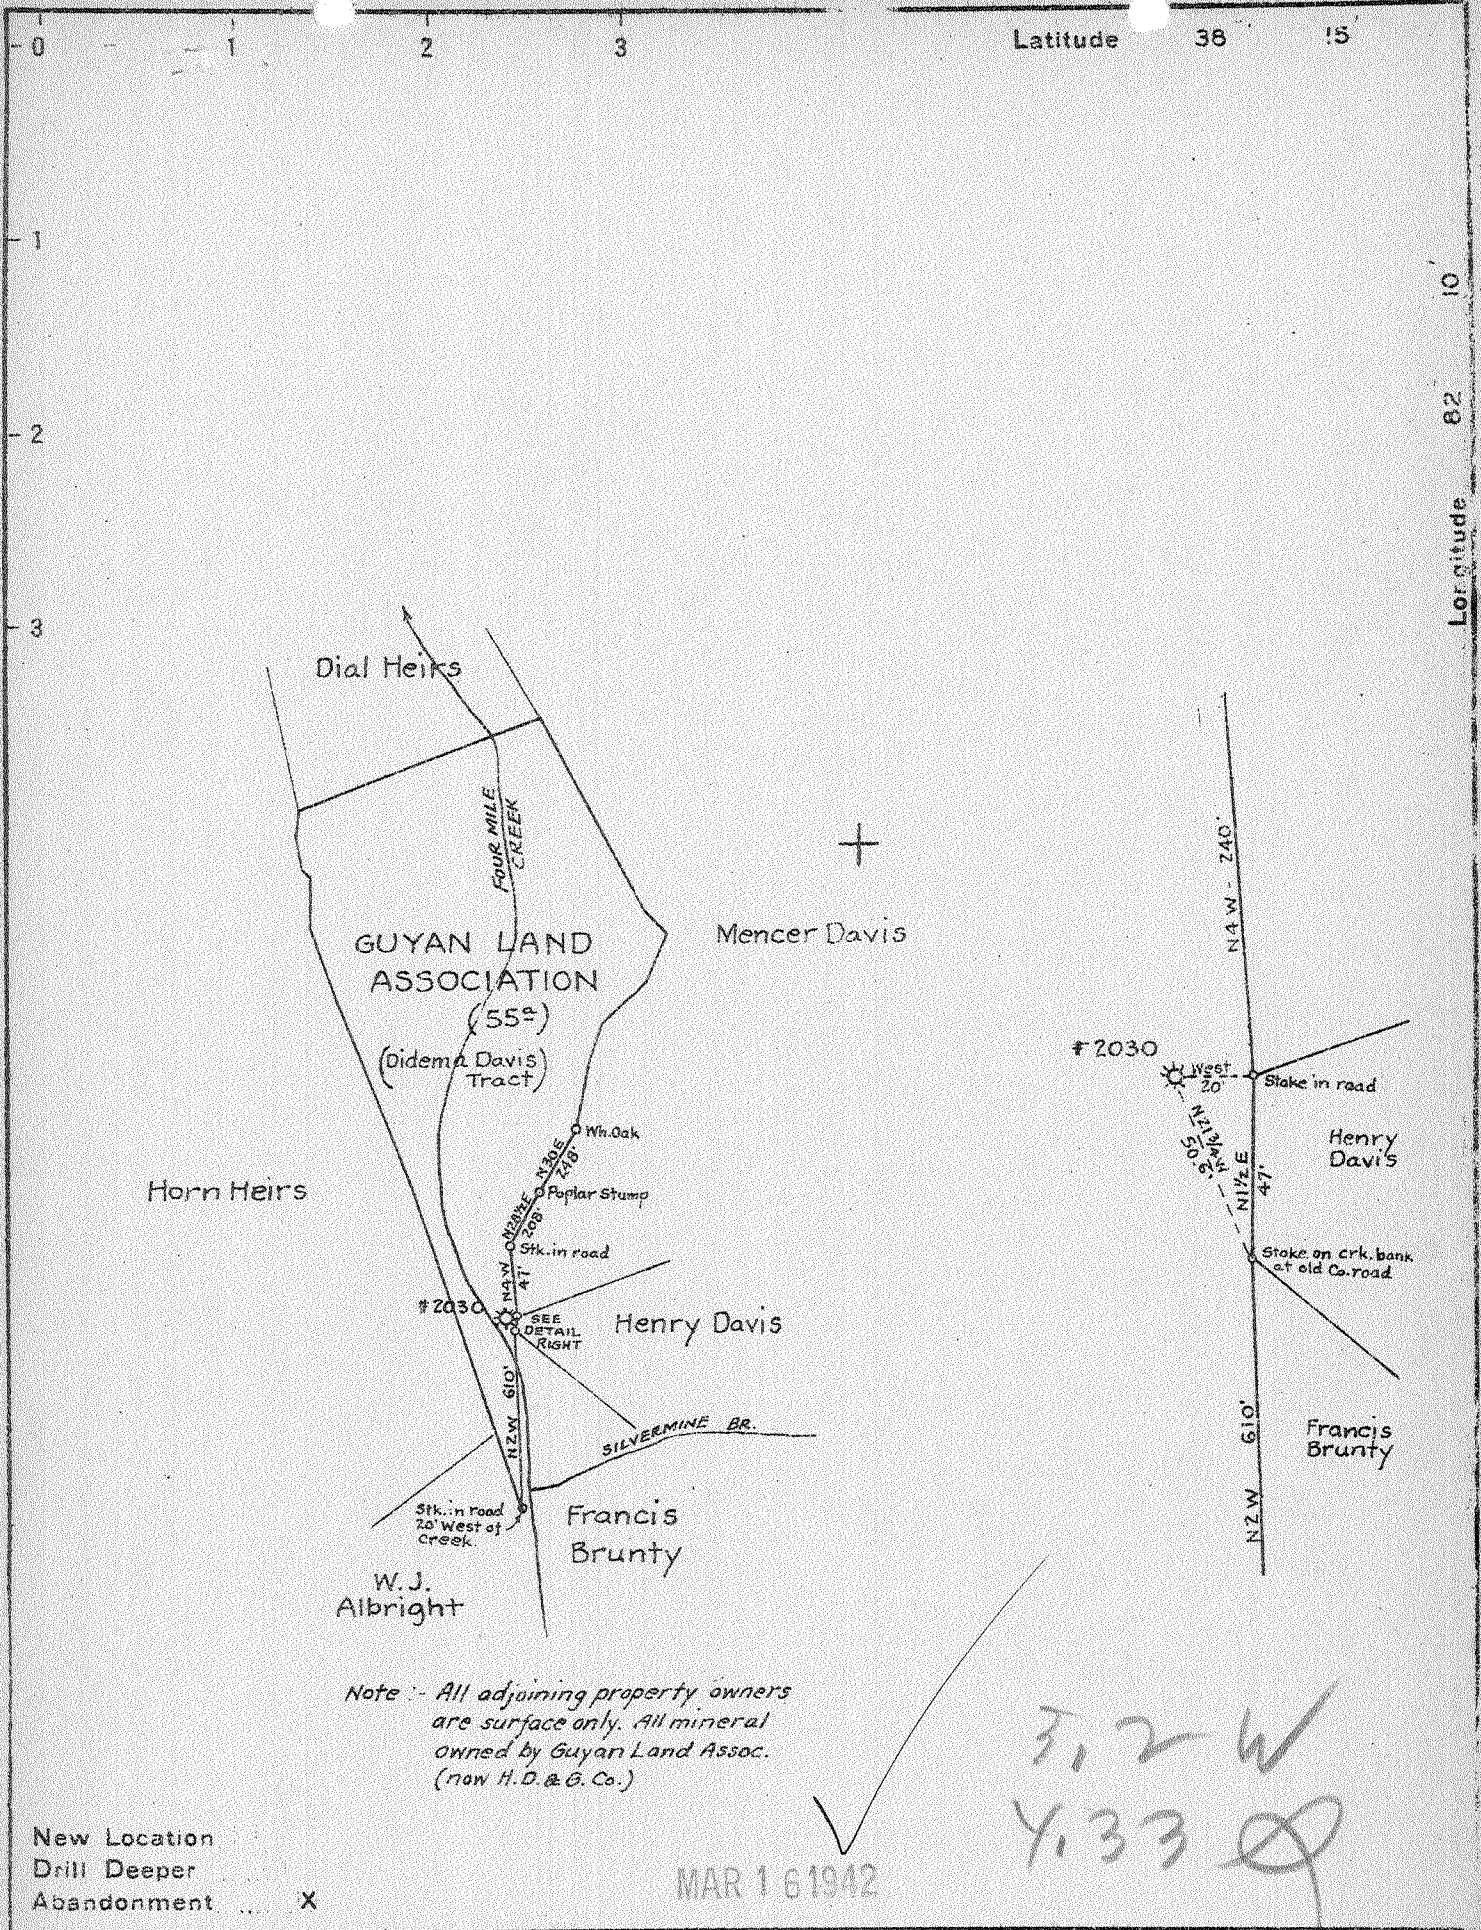 0 1 2 3 Latitude 38° 15'
1
2
3
Longitude 82° 10'
Dial Heirs
FOUR MILE
CREEK
GUYAN LAND
ASSOCIATION
(55ª)
(Didema Davis)
Tract
Mencer Davis
Horn Heirs
Wh. Oak
N30E
248'
Poplar Stump
N28½E
208'
Stk. in road
N4W
47'
#2030
SEE
DETAIL
RIGHT
Henry Davis
N2W 610'
SILVERMINE BR.
Stk. in road
20' West of
Creek.
Francis
Brunty
W.J.
Albright
N4W - 240'
#2030
West
20'
Stake in road
N21¾W
50.6'
N1½E
47'
Henry
Davis
Stake on crk. bank
at old Co. road
N2W 610'
Francis
Brunty
Note :- All adjoining property owners
are surface only. All mineral
owned by Guyan Land Assoc.
(now H.D. & G. Co.)
New Location
Drill Deeper
Abandonment .... X
MAR 16 1942